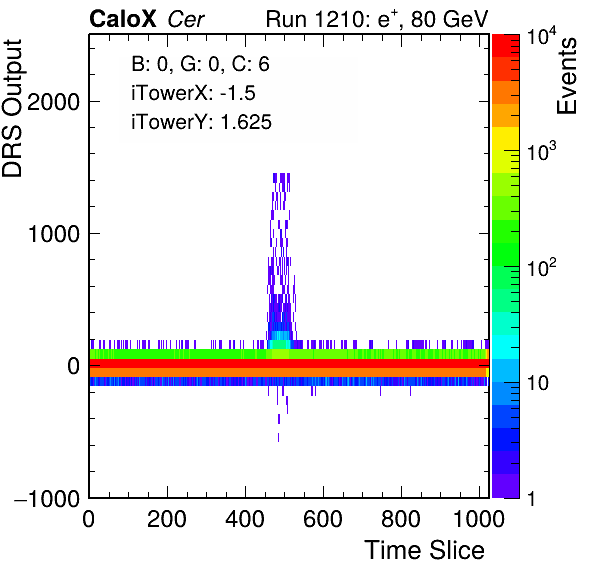 CaloX Cer Run 1210: e⁺, 80 GeV
B: 0, G: 0, C: 6
iTowerX: -1.5
iTowerY: 1.625
DRS Output
2000
1000
0
−1000
0 200 400 600 800 1000
Time Slice
Events
10⁴
10³
10²
10
1